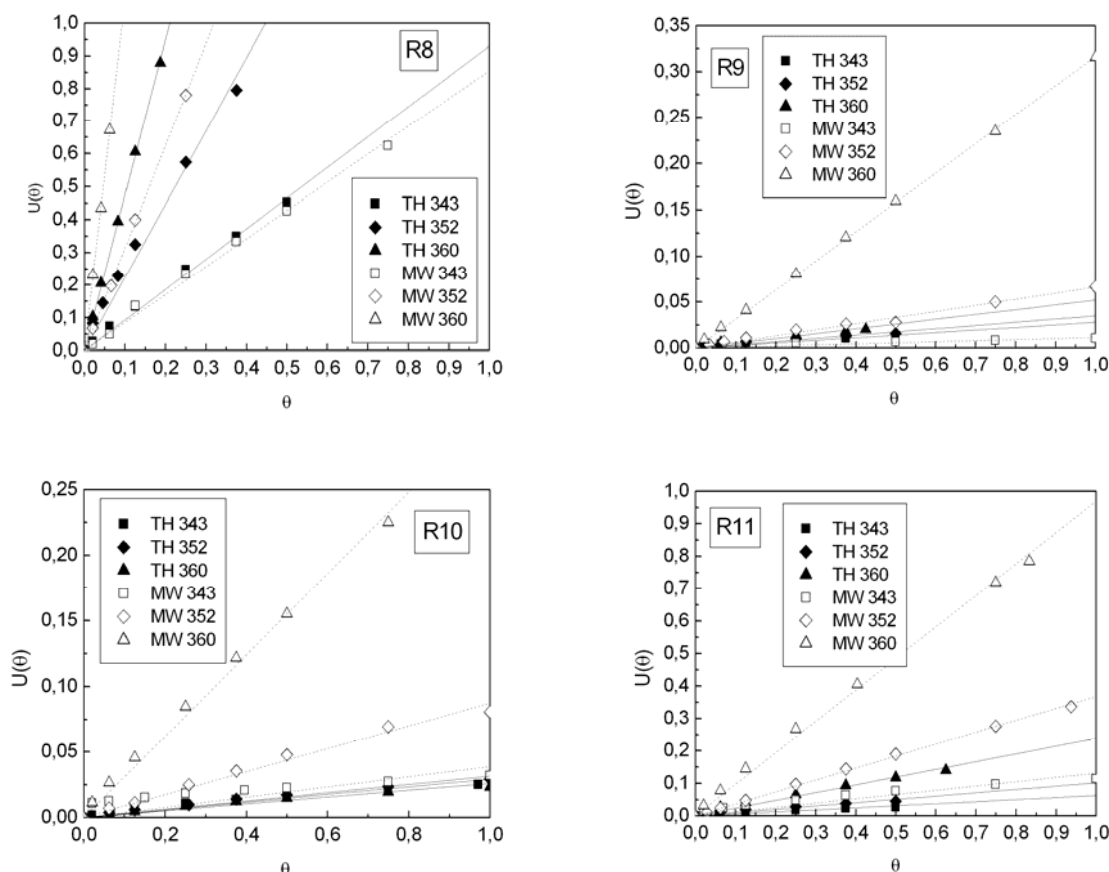 R8
1,0
0,9
0,8
0,7
0,6
0,5
0,4
0,3
0,2
0,1
0,0
U(θ)
TH 343
TH 352
TH 360
MW 343
MW 352
MW 360
0,0 0,1 0,2 0,3 0,4 0,5 0,6 0,7 0,8 0,9 1,0
θ
R9
0,35
0,30
0,25
0,20
0,15
0,10
0,05
0,00
U(θ)
TH 343
TH 352
TH 360
MW 343
MW 352
MW 360
0,0 0,1 0,2 0,3 0,4 0,5 0,6 0,7 0,8 0,9 1,0
θ
R10
0,25
0,20
0,15
0,10
0,05
0,00
U(θ)
TH 343
TH 352
TH 360
MW 343
MW 352
MW 360
0,0 0,2 0,4 0,6 0,8 1,0
θ
R11
1,0
0,9
0,8
0,7
0,6
0,5
0,4
0,3
0,2
0,1
0,0
U(θ)
TH 343
TH 352
TH 360
MW 343
MW 352
MW 360
0,0 0,1 0,2 0,3 0,4 0,5 0,6 0,7 0,8 0,9 1,0
θ